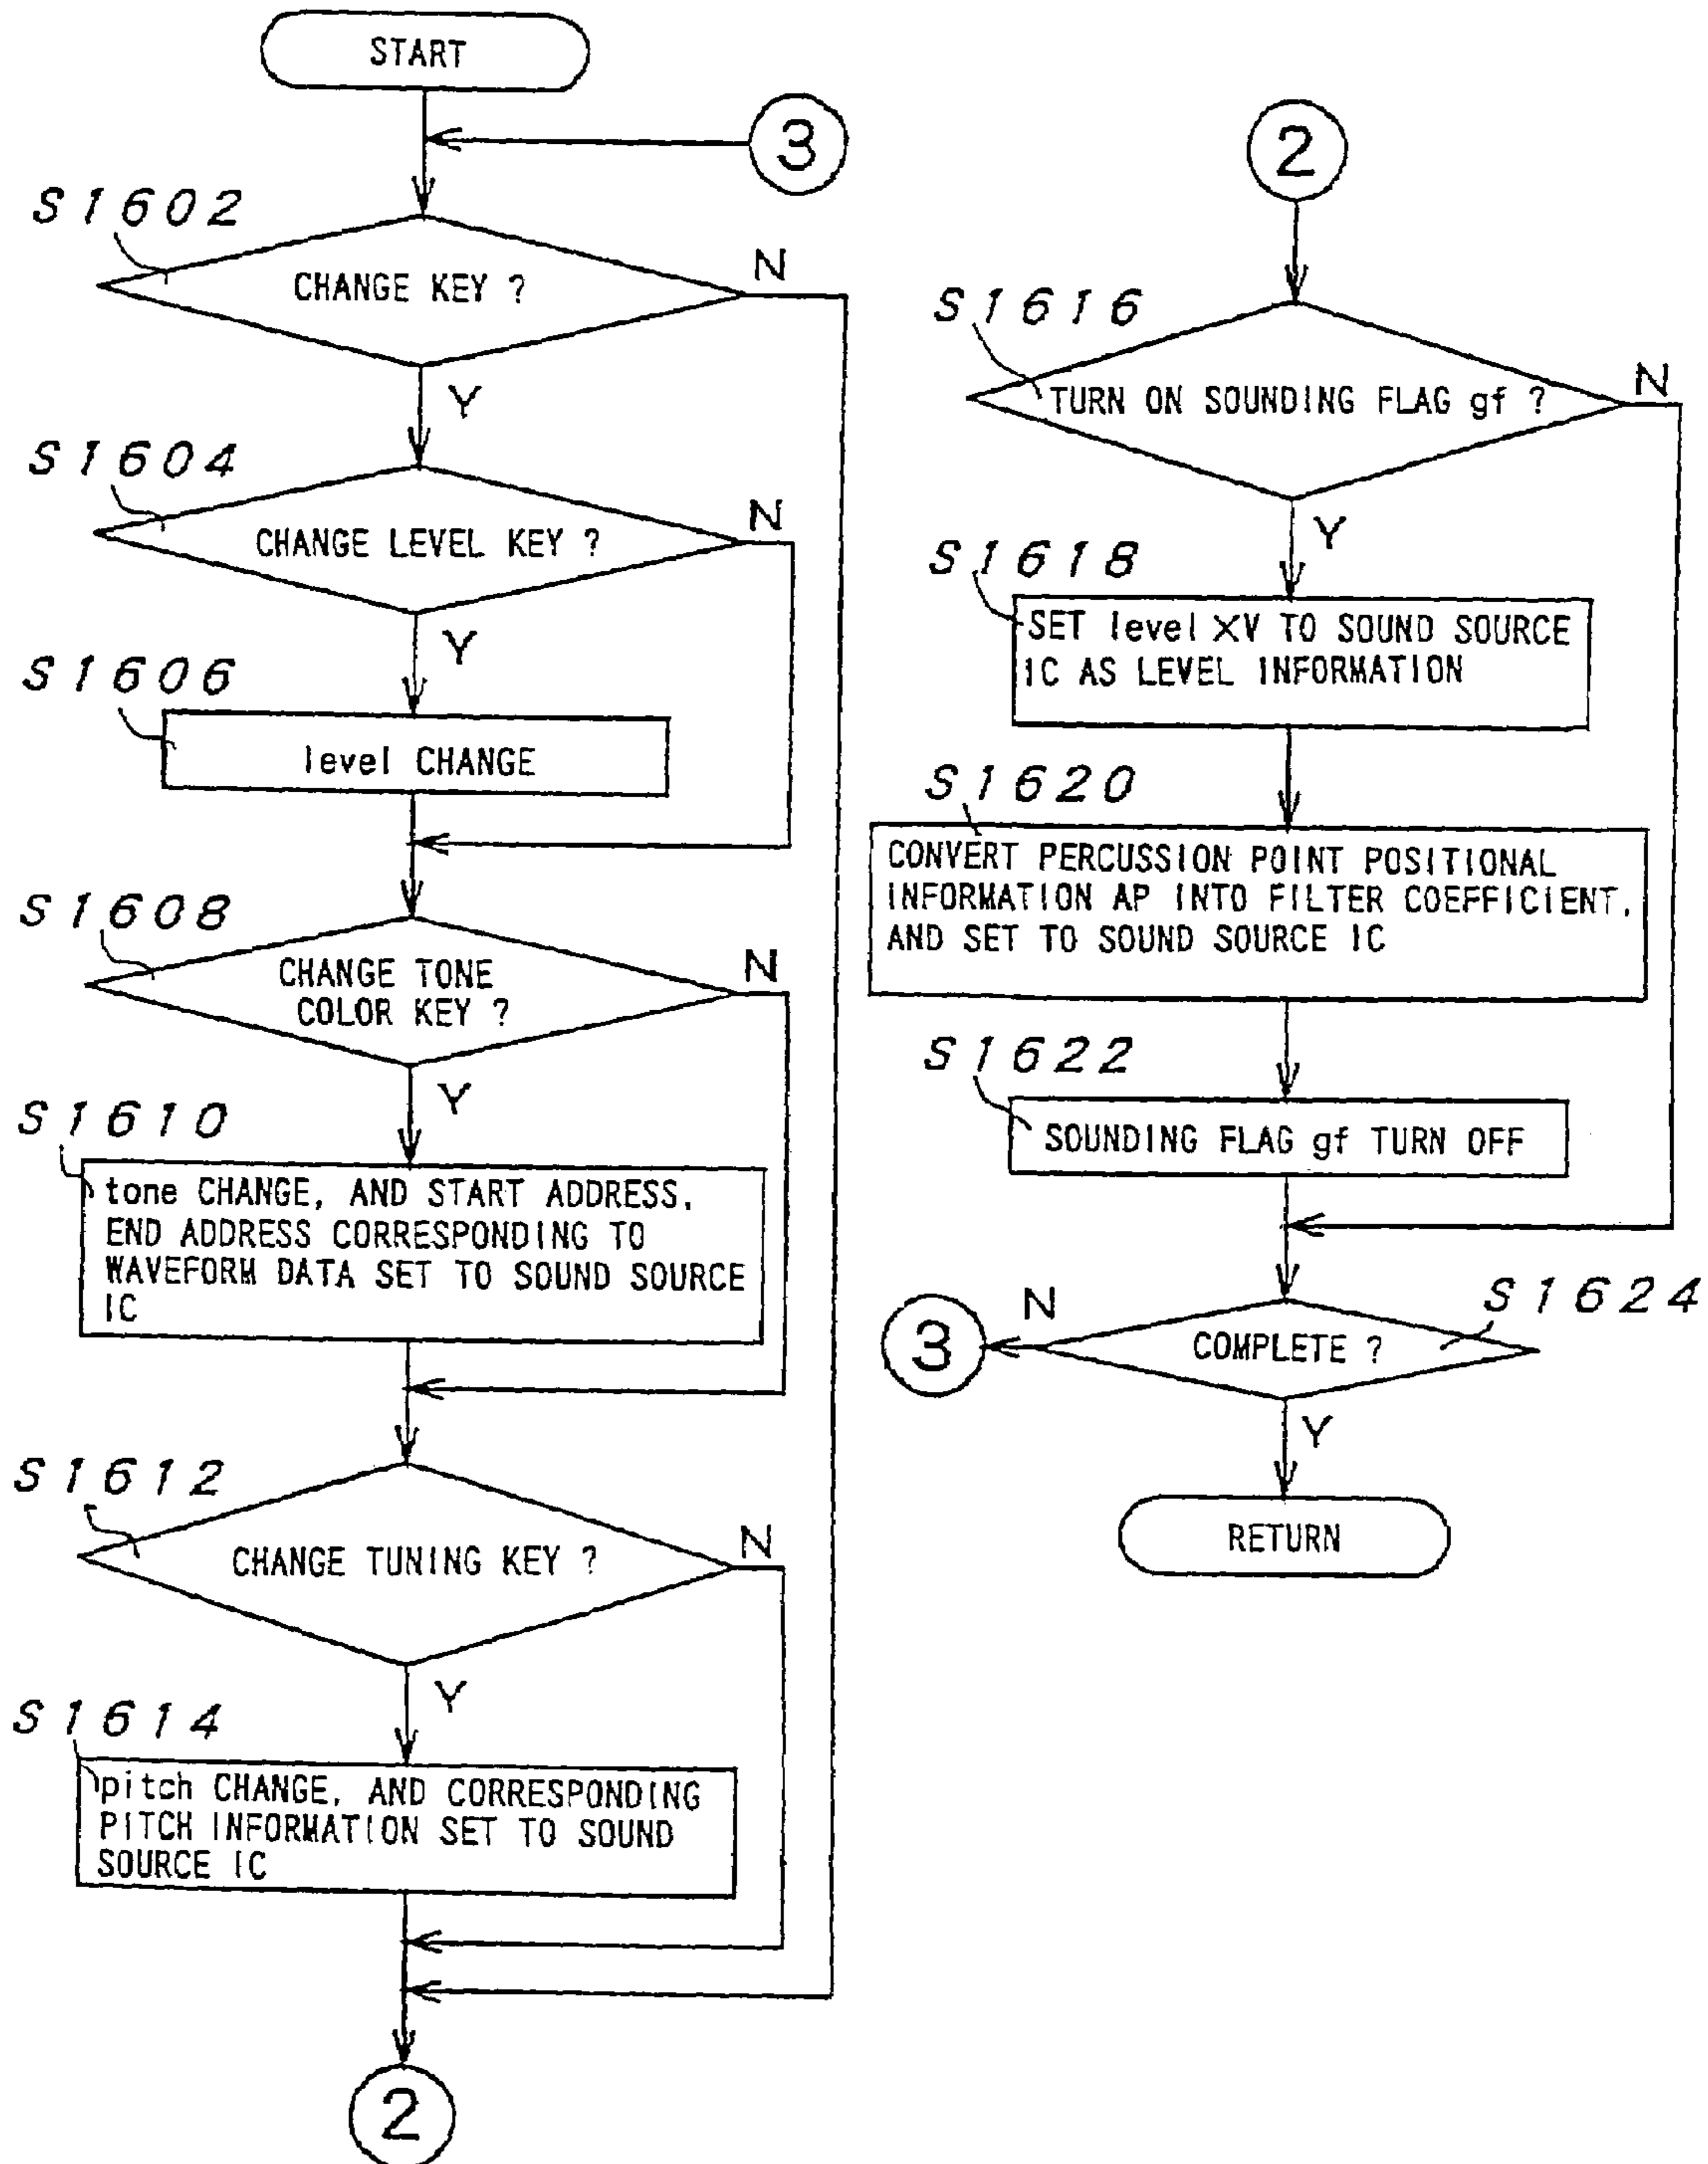 START
3
S1602
CHANGE KEY ?
N
Y
S1604
CHANGE LEVEL KEY ?
N
Y
S1606
level CHANGE
S1608
CHANGE TONE
COLOR KEY ?
N
Y
S1610
tone CHANGE, AND START ADDRESS,
END ADDRESS CORRESPONDING TO
WAVEFORM DATA SET TO SOUND SOURCE
IC
S1612
CHANGE TUNING KEY ?
N
Y
S1614
pitch CHANGE, AND CORRESPONDING
PITCH INFORMATION SET TO SOUND
SOURCE IC
2
2
S1616
TURN ON SOUNDING FLAG gf ?
N
Y
S1618
SET level ×V TO SOUND SOURCE
IC AS LEVEL INFORMATION
S1620
CONVERT PERCUSSION POINT POSITIONAL
INFORMATION AP INTO FILTER COEFFICIENT,
AND SET TO SOUND SOURCE IC
S1622
SOUNDING FLAG gf TURN OFF
S1624
COMPLETE ?
N
3
Y
RETURN